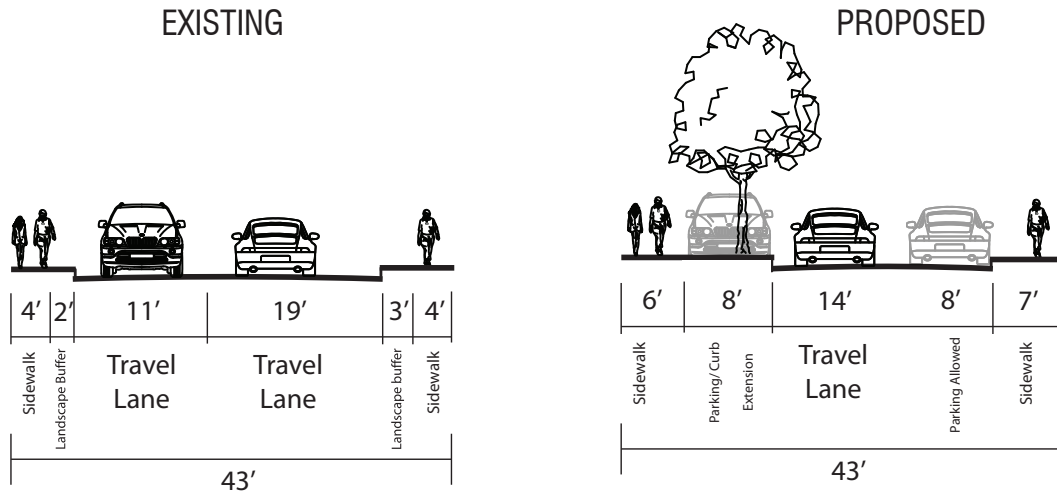 EXISTING
4’ 2’ 11’ 19’ 3’ 4’
Sidewalk
Landscape Buffer
Travel
Lane
Travel
Lane
Landscape buffer
Sidewalk
43’
PROPOSED
6’ 8’ 14’ 8’ 7’
Sidewalk
Parking/ Curb
Extension
Travel
Lane
Parking Allowed
Sidewalk
43’